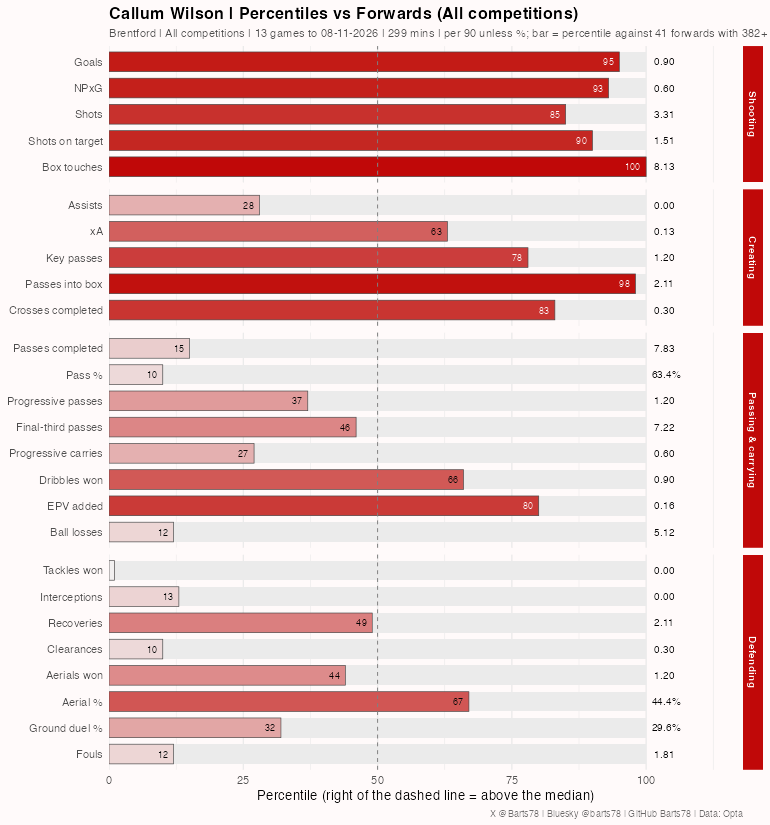 Callum Wilson | Percentiles vs Forwards (All competitions)
Brentford | All competitions | 13 games to 08-11-2026 | 299 mins | per 90 unless %; bar = percentile against 41 forwards with 382+
Goals 95 0.90
NPxG 93 0.60
Shots 85 3.31
Shots on target 90 1.51
Box touches 100 8.13
Shooting
Assists 28 0.00
xA 63 0.13
Key passes 78 1.20
Passes into box 98 2.11
Crosses completed 83 0.30
Creating
Passes completed 15 7.83
Pass % 10 63.4%
Progressive passes 37 1.20
Final-third passes 46 7.22
Progressive carries 27 0.60
Dribbles won 66 0.90
EPV added 80 0.16
Ball losses 12 5.12
Passing & carrying
Tackles won 0.00
Interceptions 13 0.00
Recoveries 49 2.11
Clearances 10 0.30
Aerials won 44 1.20
Aerial % 67 44.4%
Ground duel % 32 29.6%
Fouls 12 1.81
Defending
0 25 50 75 100
Percentile (right of the dashed line = above the median)
X @Barts78 | Bluesky @barts78 | GitHub Barts78 | Data: Opta